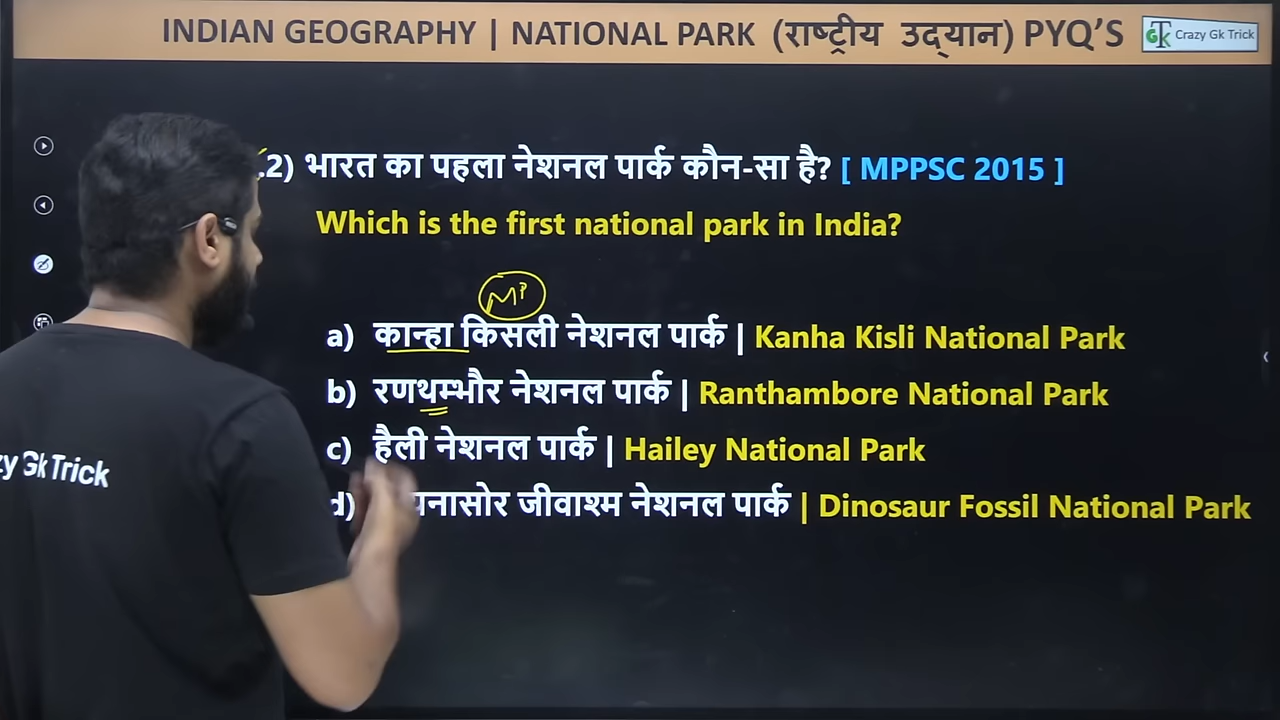 INDIAN GEOGRAPHY | NATIONAL PARK (राष्ट्रीय उद्यान) PYQ'S
Crazy Gk Trick
.2) भारत का पहला नेशनल पार्क कौन-सा है? [ MPPSC 2015 ]
Which is the first national park in India?
MP
a) कान्हा किसली नेशनल पार्क | Kanha Kisli National Park
b) रणथम्भौर नेशनल पार्क | Ranthambore National Park
c) हैली नेशनल पार्क | Hailey National Park
d) नासोर जीवाश्म नेशनल पार्क | Dinosaur Fossil National Park
zy Gk Trick